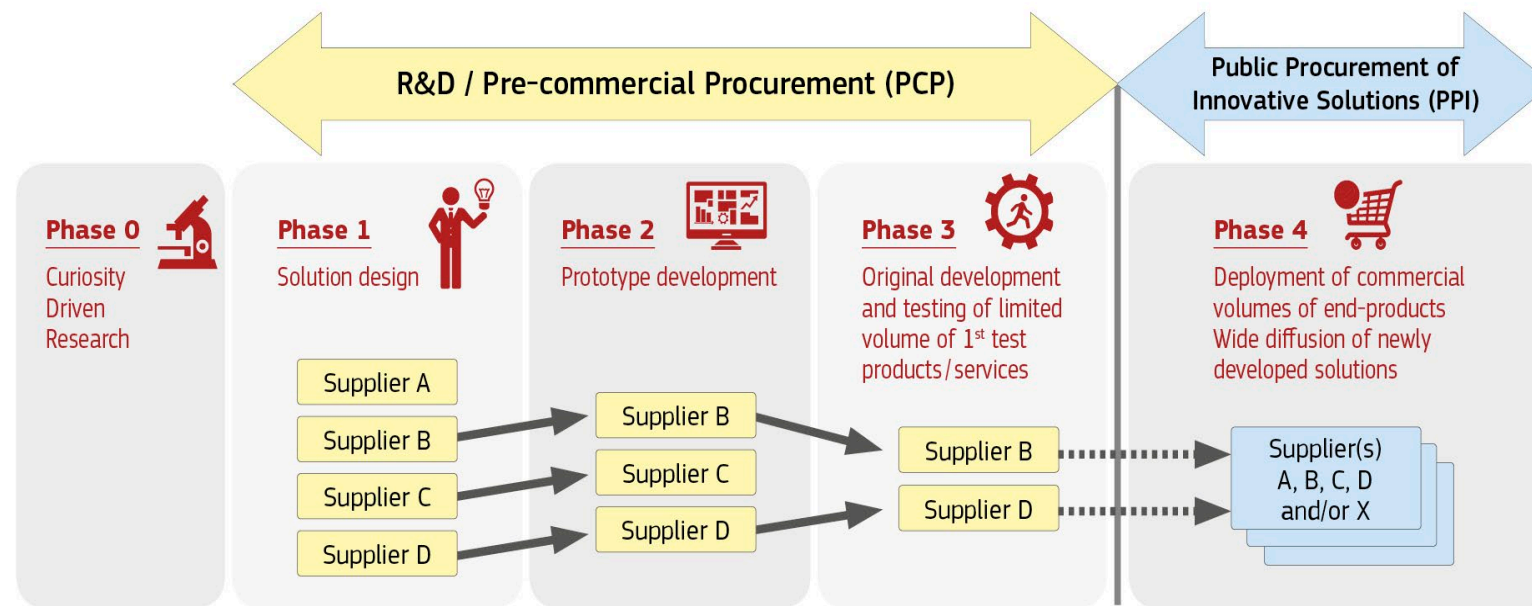 R&D / Pre-commercial Procurement (PCP)
Public Procurement of
Innovative Solutions (PPI)
Phase 0
Curiosity
Driven
Research
Phase 1
Solution design
Supplier A
Supplier B
Supplier C
Supplier D
Phase 2
Prototype development
Supplier B
Supplier C
Supplier D
Phase 3
Original development
and testing of limited
volume of 1st test
products/services
Supplier B
Supplier D
Phase 4
Deployment of commercial
volumes of end-products
Wide diffusion of newly
developed solutions
Supplier(s)
A, B, C, D
and/or X